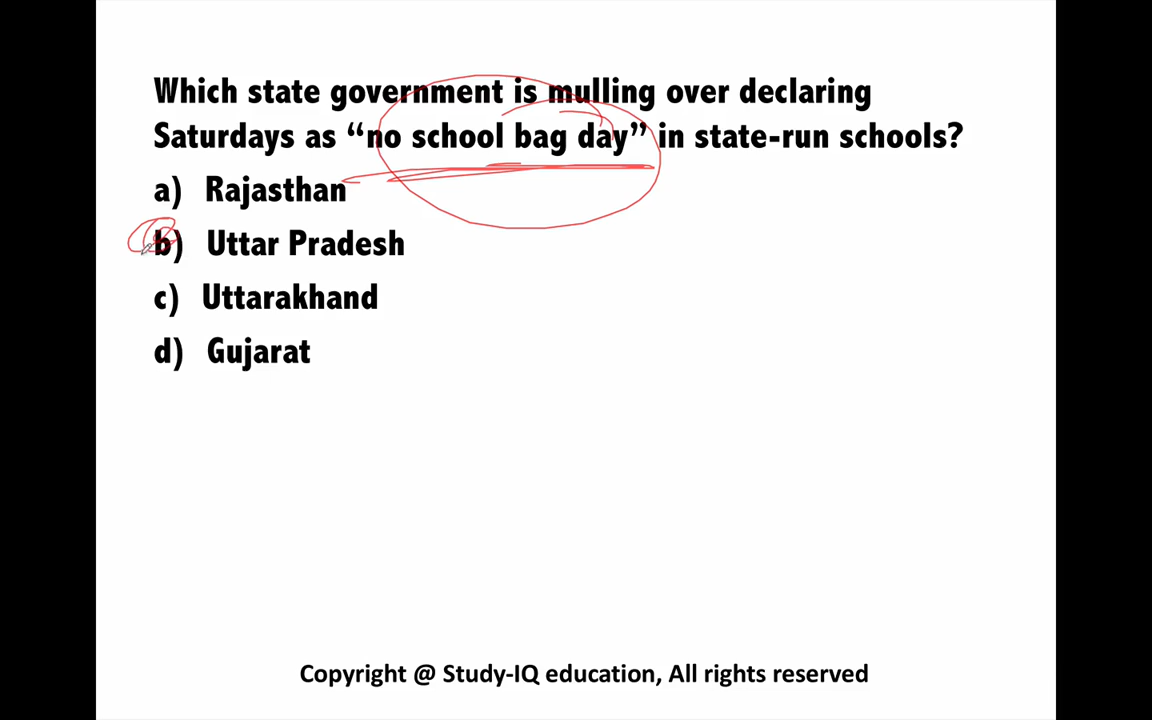 Which state government is mulling over declaring
Saturdays as “no school bag day” in state-run schools?
a) Rajasthan
b) Uttar Pradesh
c) Uttarakhand
d) Gujarat
Copyright @ Study-IQ education, All rights reserved